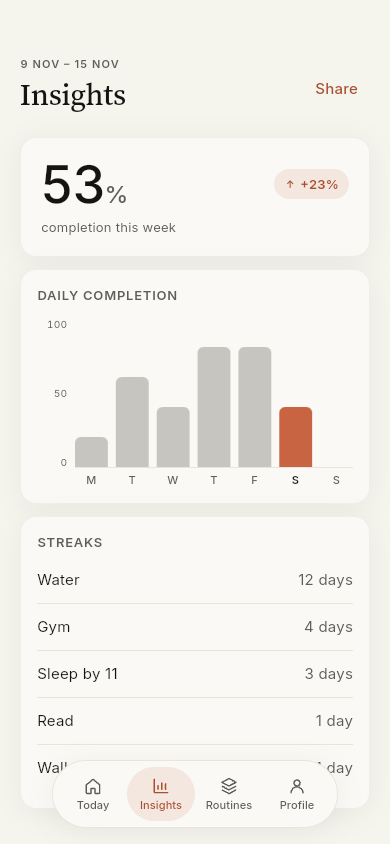 9 NOV – 15 NOV
Insights
Share
53%
↑ +23%
completion this week
DAILY COMPLETION
100
50
0
M T W T F S S
STREAKS
Water 12 days
Gym 4 days
Sleep by 11 3 days
Read 1 day
day
Today Insights Routines Profile